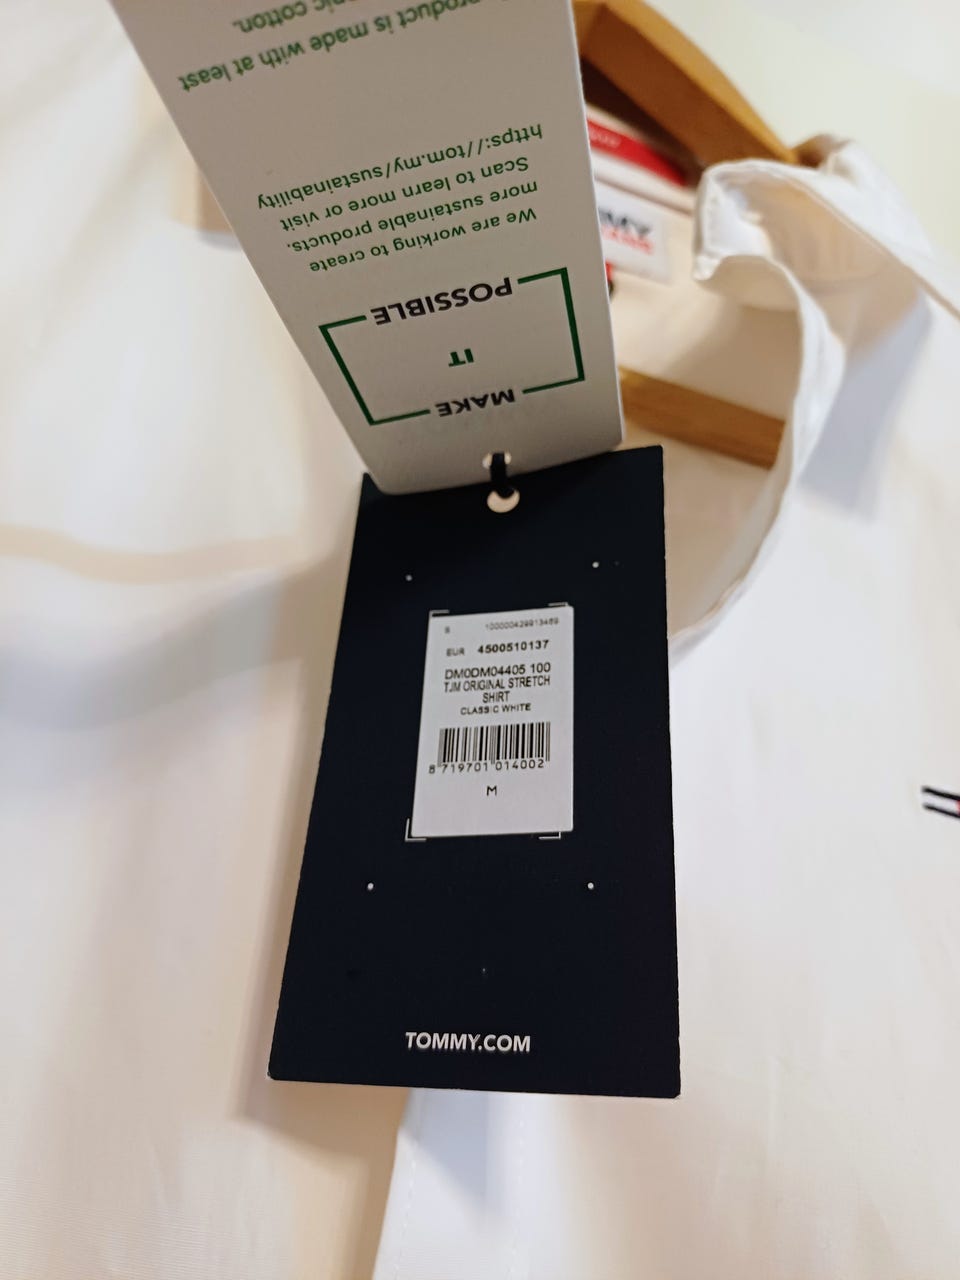 MAKE
IT
POSSIBLE
We are working to create
more sustainable products.
Scan to learn more or visit
https://tom.my/sustainability
product is made with at least
cotton.
S 100000429913469
EUR 4500510137
DM0DM04405 100
TJM ORIGINAL STRETCH
SHIRT
CLASSIC WHITE
8 719701 014002
M
TOMMY.COM